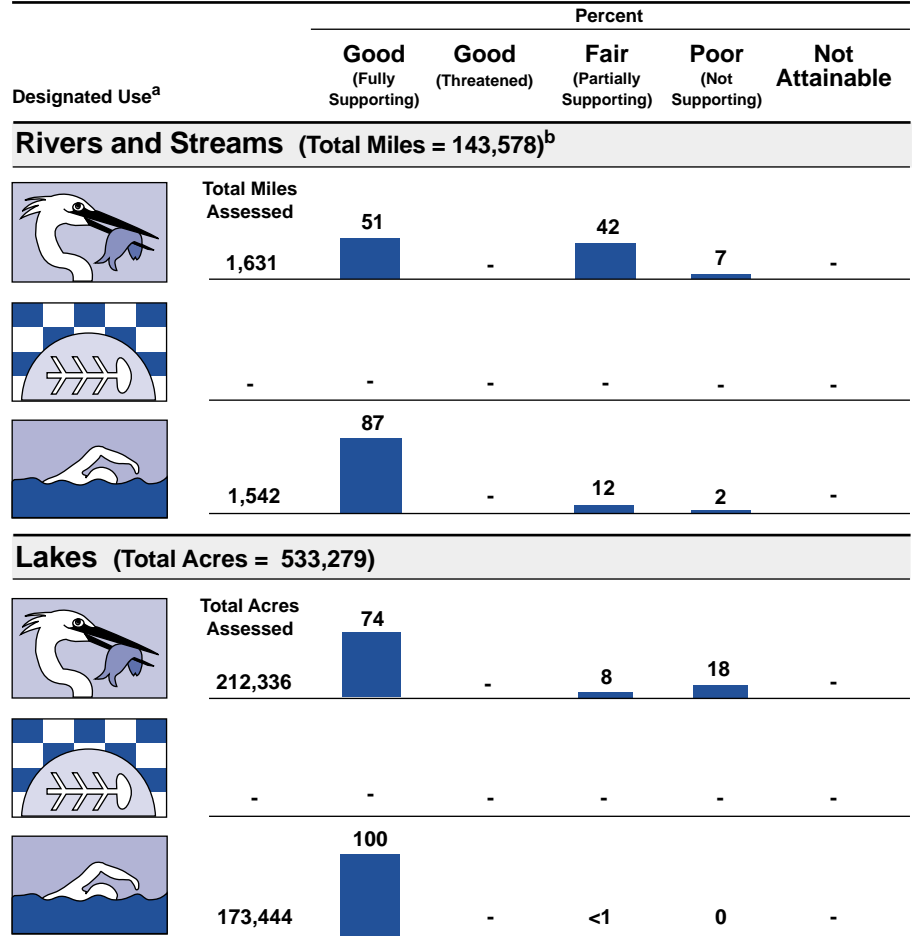 Percent
Designated Useᵃ
Good
(Fully
Supporting)
Good
(Threatened)
Fair
(Partially
Supporting)
Poor
(Not
Supporting)
Not
Attainable
Rivers and Streams (Total Miles = 143,578)ᵇ
Total Miles
Assessed
1,631 51 - 42 7 -
- - - - - -
1,542 87 - 12 2 -
Lakes (Total Acres = 533,279)
Total Acres
Assessed
212,336 74 - 8 18 -
- - - - - -
173,444 100 - <1 0 -